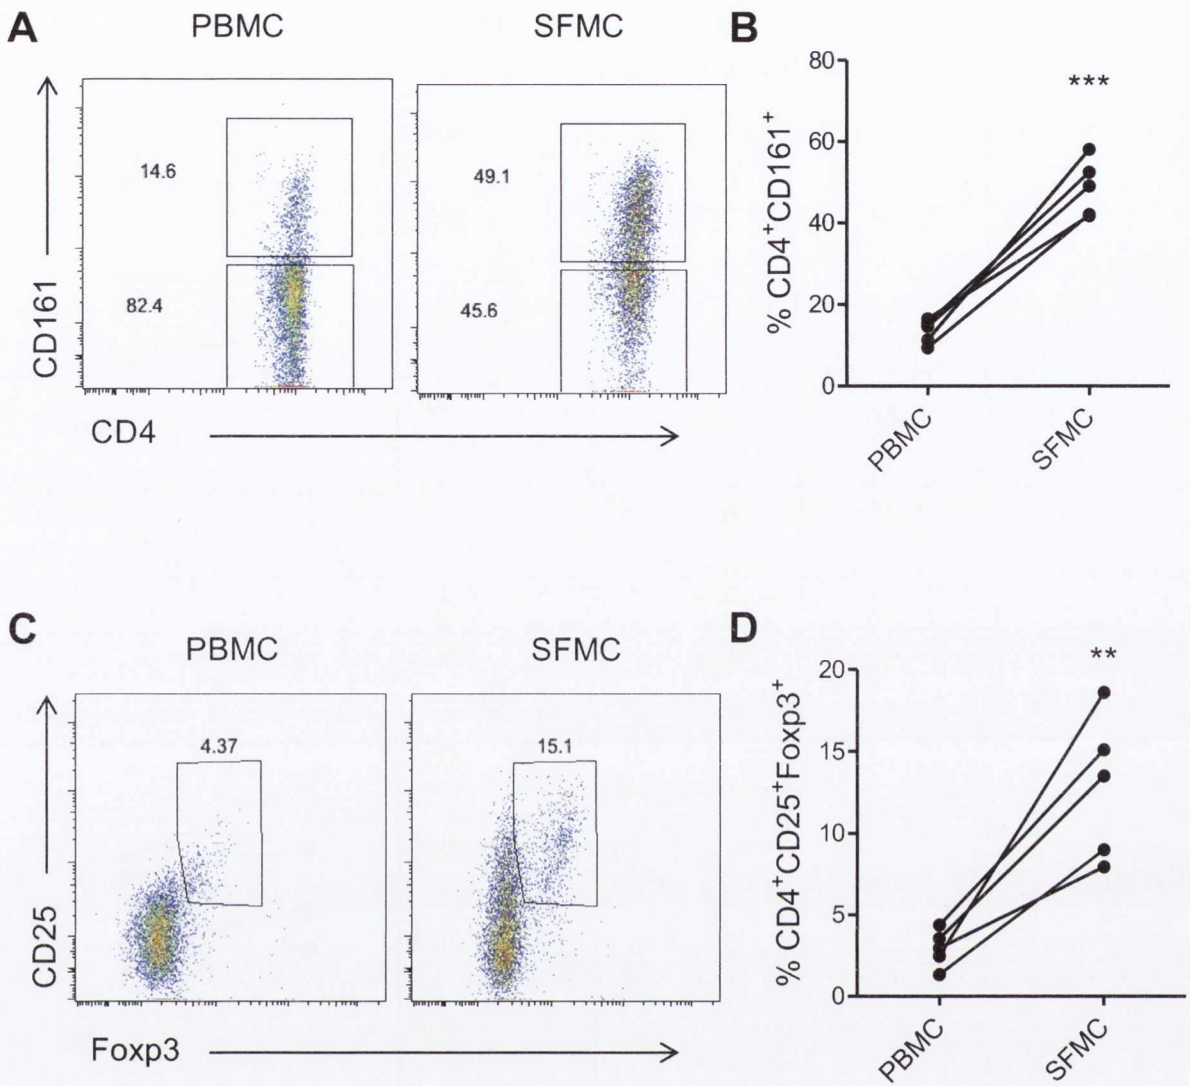 A
PBMC
SFMC
14.6
82.4
49.1
45.6
CD161
CD4
B
% CD4+CD161+
80
60
40
20
0
***
PBMC
SFMC
C
PBMC
SFMC
4.37
15.1
CD25
Foxp3
D
% CD4+CD25+Foxp3+
20
15
10
5
0
**
PBMC
SFMC